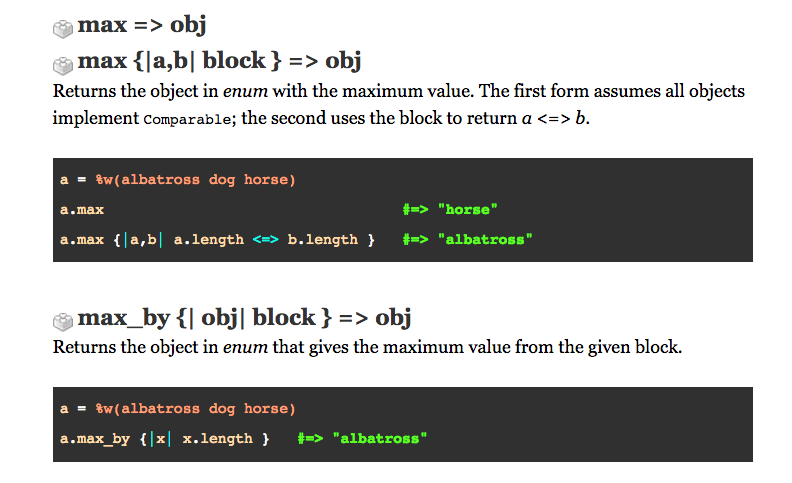 max => obj
max {|a,b| block } => obj
Returns the object in enum with the maximum value. The first form assumes all objects
implement Comparable; the second uses the block to return a <=> b.
a = %w(albatross dog horse)
a.max #=> "horse"
a.max {|a,b| a.length <=> b.length } #=> "albatross"
max_by {| obj| block } => obj
Returns the object in enum that gives the maximum value from the given block.
a = %w(albatross dog horse)
a.max_by {|x| x.length } #=> "albatross"